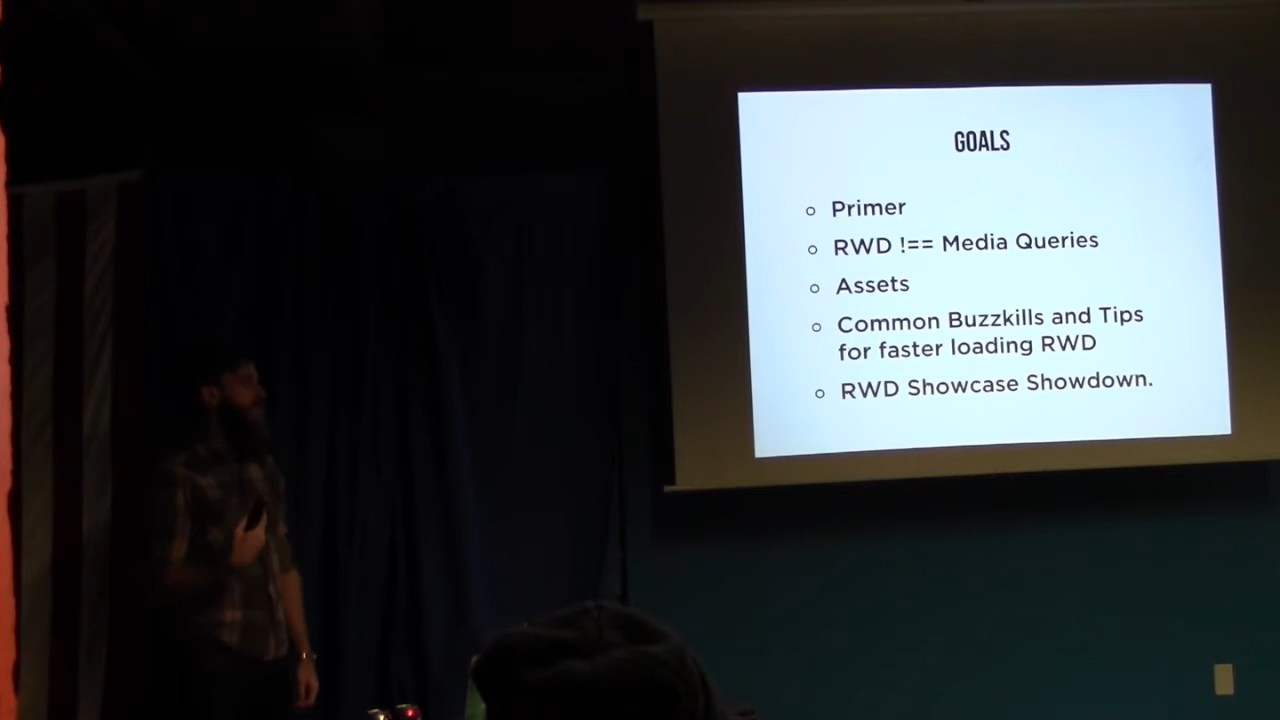 GOALS
Primer
RWD !== Media Queries
Assets
Common Buzzkills and Tips
for faster loading RWD
RWD Showcase Showdown.